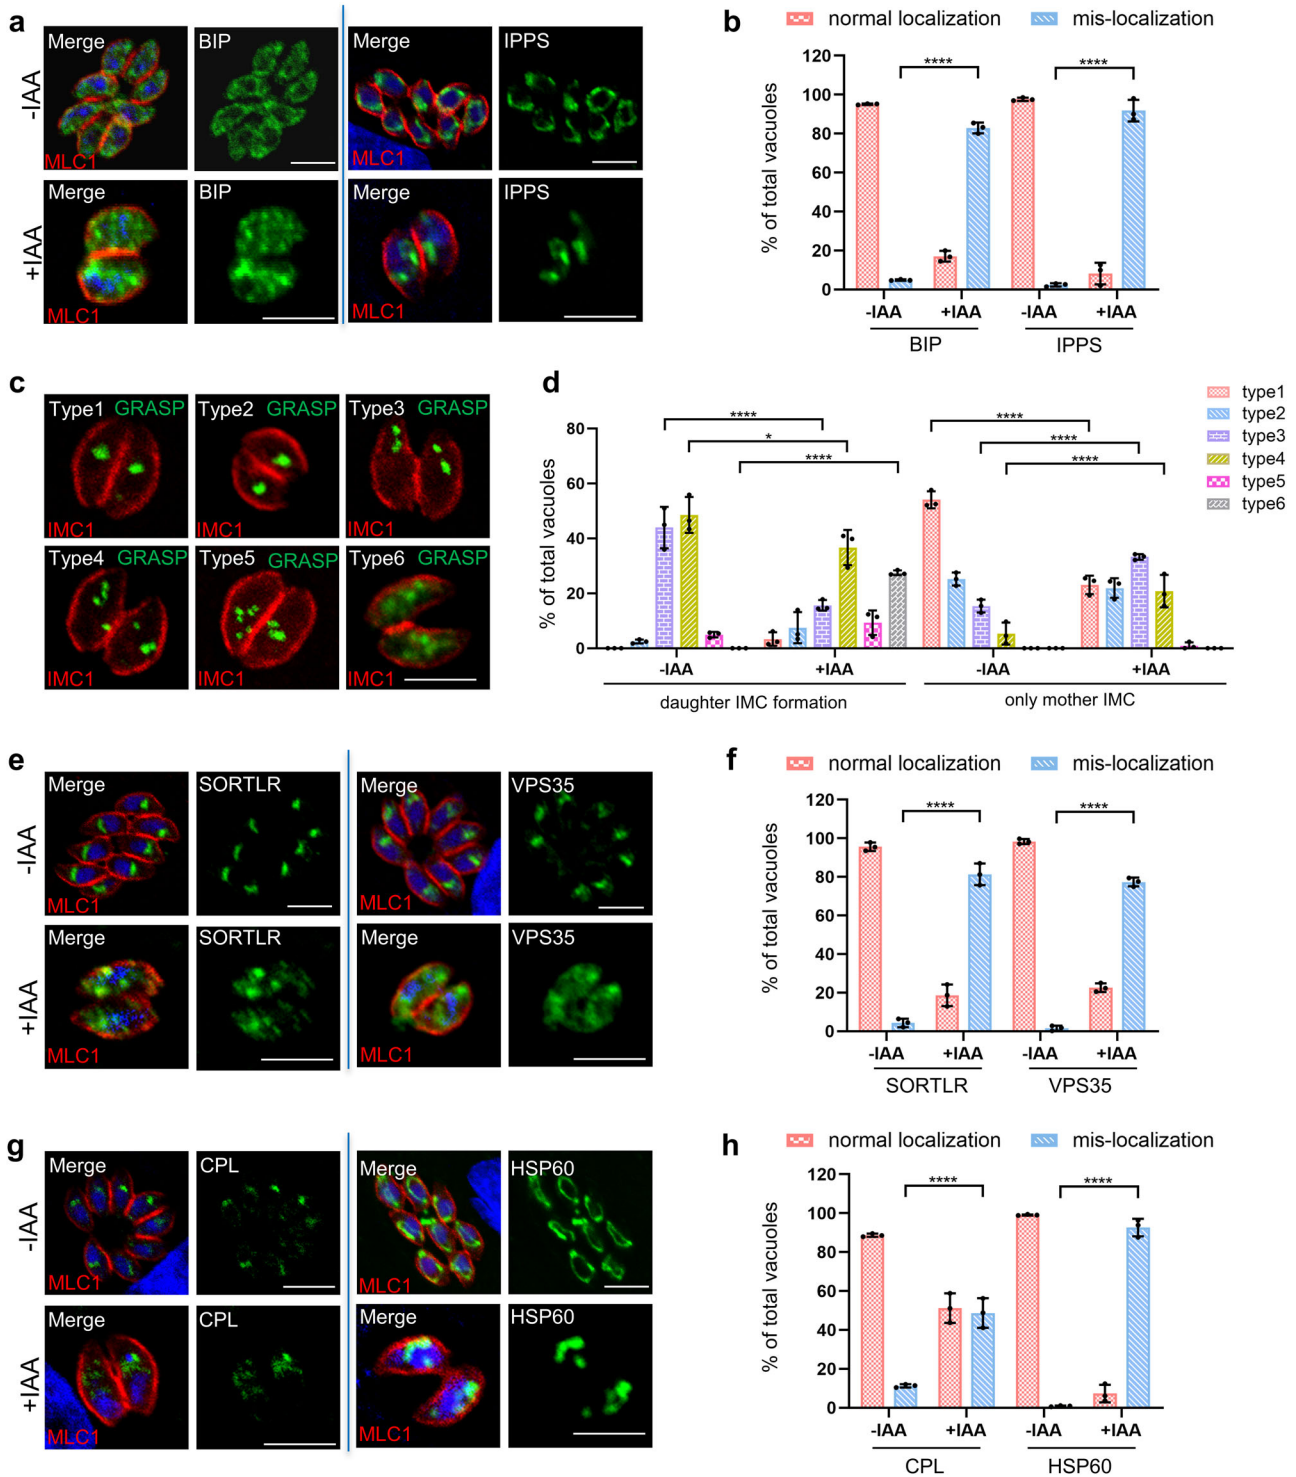 a
Merge BIP Merge IPPS
-IAA
MLC1 MLC1
Merge BIP Merge IPPS
+IAA
MLC1 MLC1
b
normal localization mis-localization
**** ****
120
100
80
60
40
20
0
% of total vacuoles
-IAA +IAA -IAA +IAA
BIP IPPS
c
Type1 GRASP Type2 GRASP Type3 GRASP
IMC1 IMC1 IMC1
Type4 GRASP Type5 GRASP Type6 GRASP
IMC1 IMC1 IMC1
d
type1
type2
type3
type4
type5
type6
**** ****
* ****
**** ****
80
60
40
20
0
% of total vacuoles
-IAA +IAA -IAA +IAA
daughter IMC formation only mother IMC
e
Merge SORTLR Merge VPS35
-IAA
MLC1 MLC1
Merge SORTLR Merge VPS35
+IAA
MLC1 MLC1
f
normal localization mis-localization
**** ****
120
100
80
60
40
20
0
% of total vacuoles
-IAA +IAA -IAA +IAA
SORTLR VPS35
g
Merge CPL Merge HSP60
-IAA
MLC1 MLC1
Merge CPL Merge HSP60
+IAA
MLC1 MLC1
h
normal localization mis-localization
**** ****
120
100
80
60
40
20
0
% of total vacuoles
-IAA +IAA -IAA +IAA
CPL HSP60